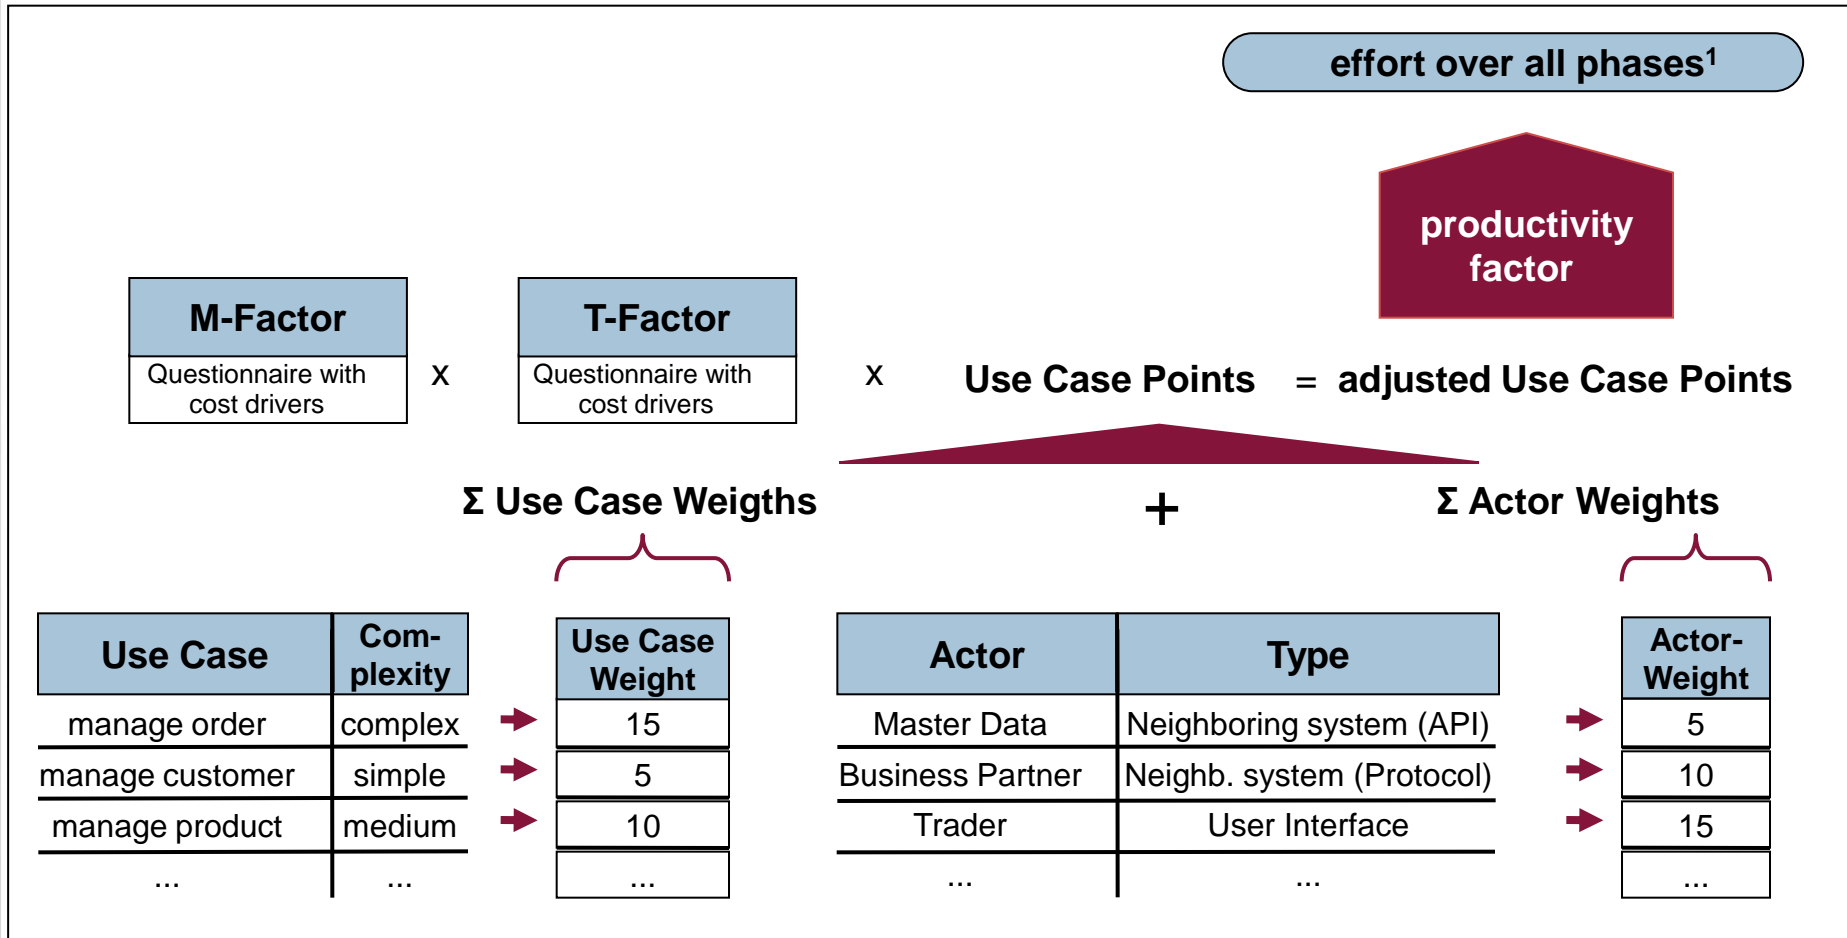 effort over all phases¹
productivity
factor
M-Factor
Questionnaire with
cost drivers
x
T-Factor
Questionnaire with
cost drivers
x
Use Case Points = adjusted Use Case Points
Σ Use Case Weigths
+
Σ Actor Weights
Use Case
Com-
plexity
Use Case
Weight
manage order complex 15
manage customer simple 5
manage product medium 10
... ... ...
Actor
Type
Actor-
Weight
Master Data Neighboring system (API) 5
Business Partner Neighb. system (Protocol) 10
Trader User Interface 15
... ... ...